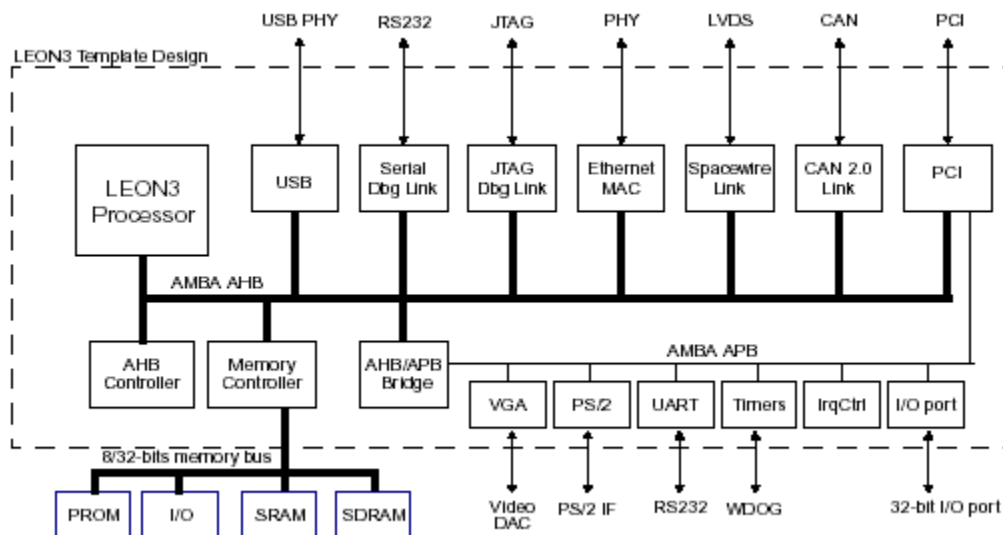 USB PHY RS232 JTAG PHY LVDS CAN PCI
LEON3 Template Design
LEON3
Processor
USB
Serial
Dbg Link
JTAG
Dbg Link
Ethernet
MAC
Spacewire
Link
CAN 2.0
Link
PCI
AMBA AHB
AHB
Controller
Memory
Controller
AHB/APB
Bridge
AMBA APB
VGA PS/2 UART Timers IrqCtrl I/O port
8/32-bits memory bus
PROM I/O SRAM SDRAM
Video
DAC
PS/2 IF RS232 WDOG 32-bit I/O port